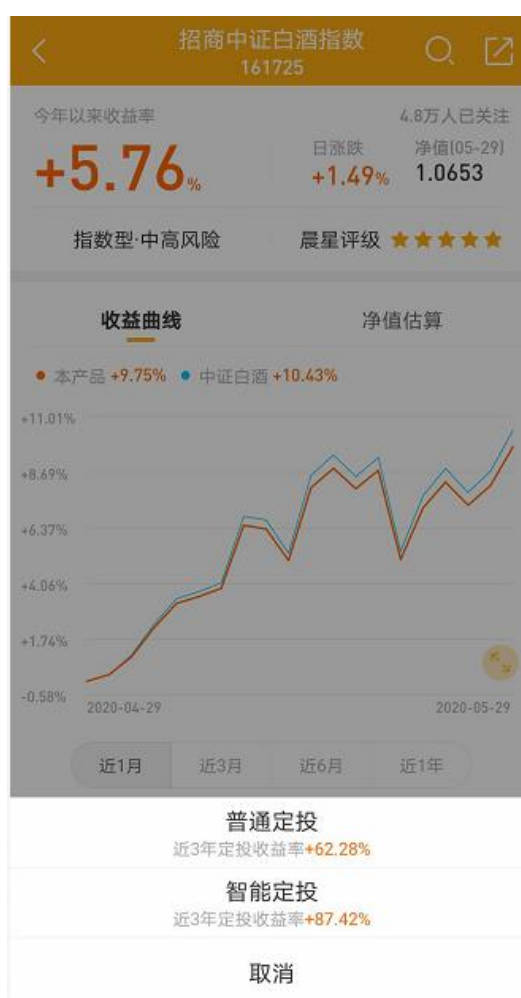 招商中证白酒指数
161725
今年以来收益率
4.8万人已关注
+5.76%
日涨跌
+1.49%
净值(05-29)
1.0653
指数型·中高风险
晨星评级
收益曲线
净值估算
本产品 +9.75% 中证白酒 +10.43%
+11.01%
+8.69%
+6.37%
+4.06%
+1.74%
-0.58%
2020-04-29
2020-05-29
近1月 近3月 近6月 近1年
普通定投
近3年定投收益率+62.28%
智能定投
近3年定投收益率+87.42%
取消